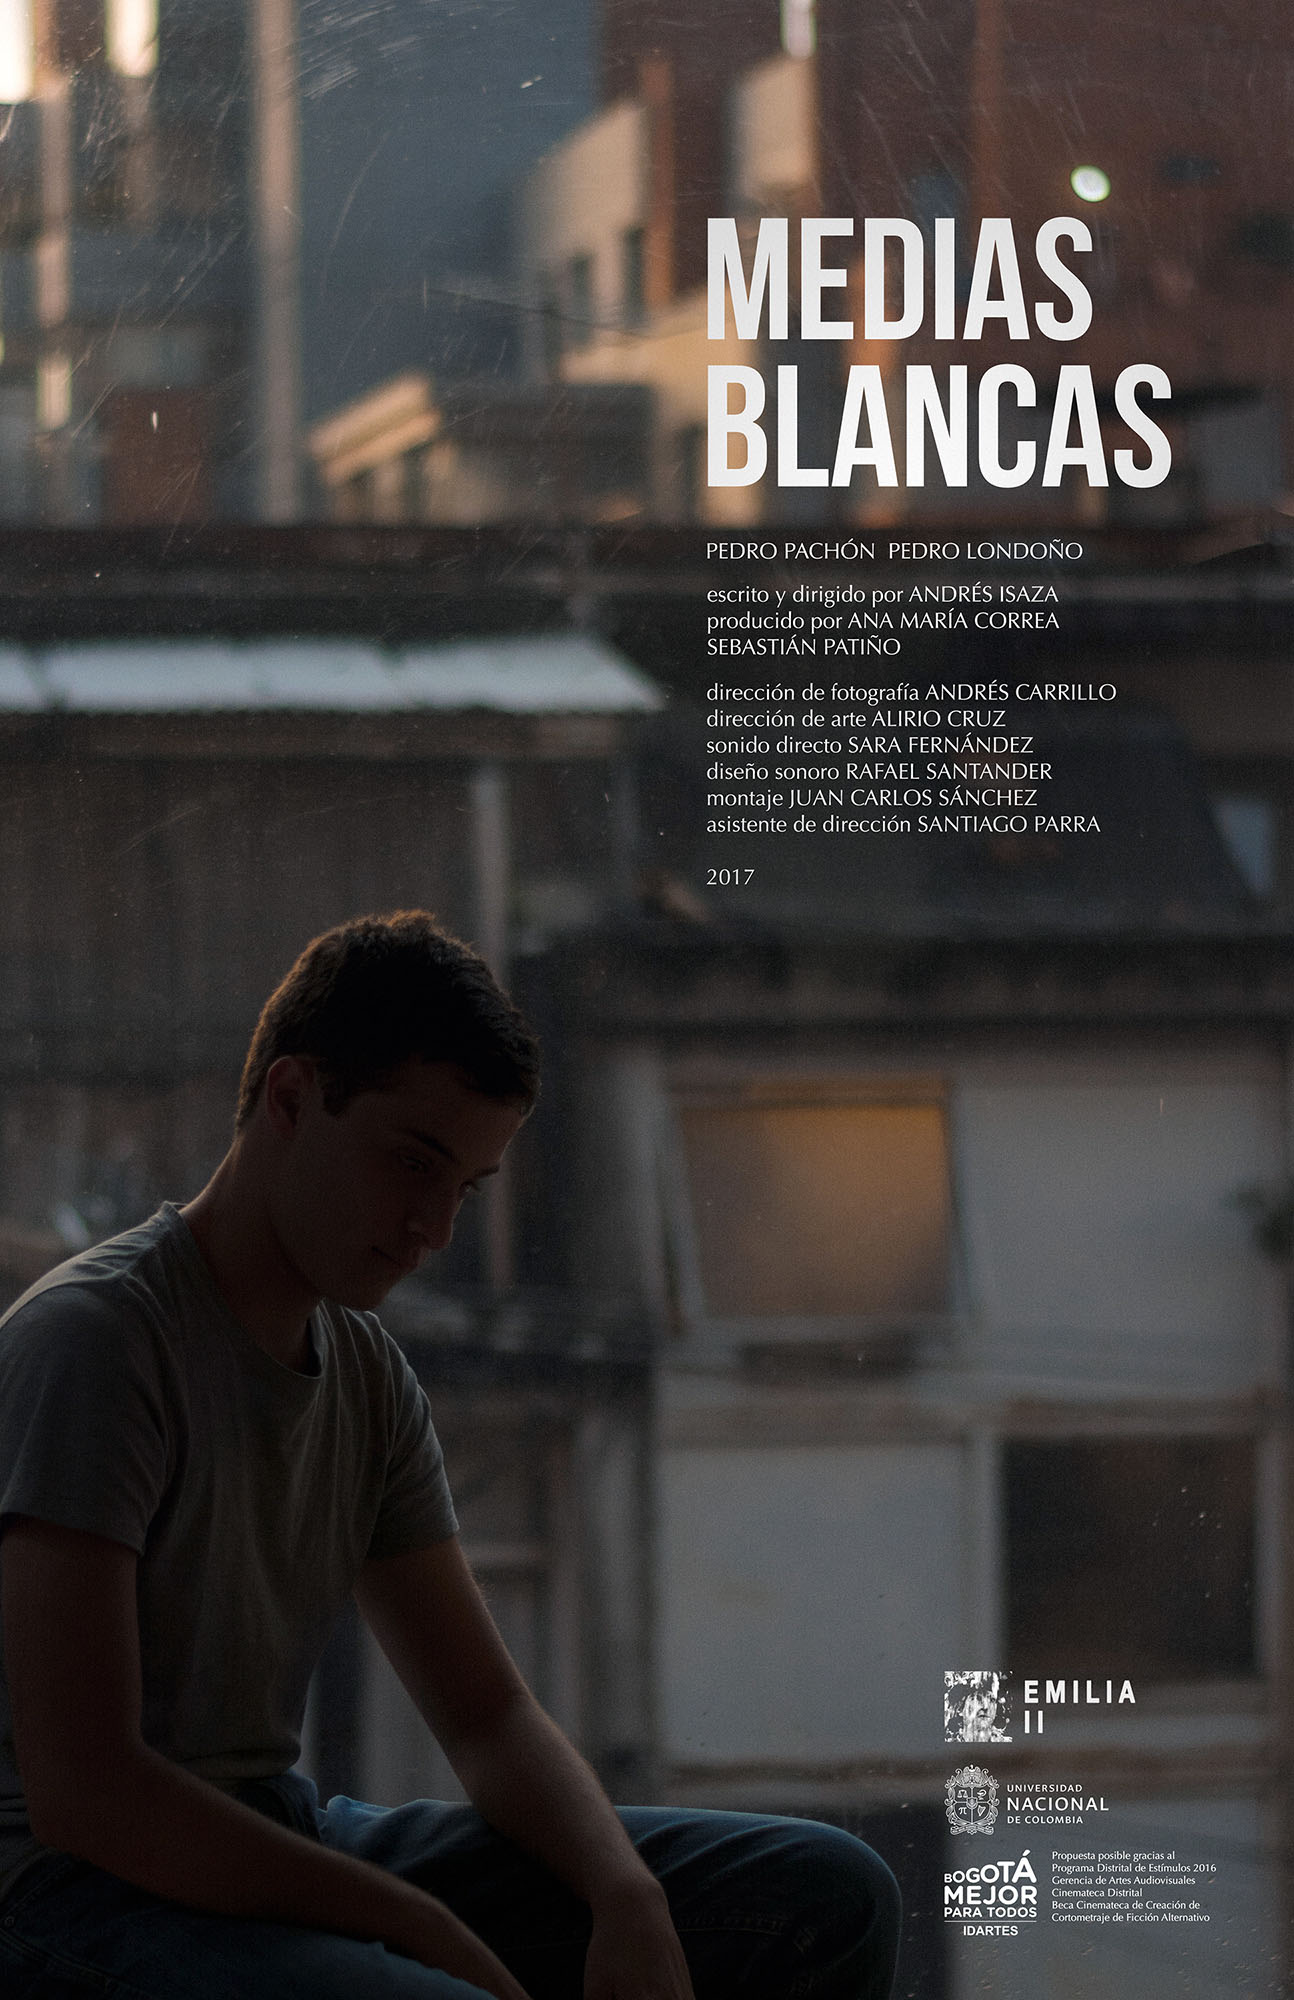 MEDIAS
BLANCAS
PEDRO PACHÓN  PEDRO LONDOÑO
escrito y dirigido por ANDRÉS ISAZA
producido por ANA MARÍA CORREA
SEBASTIÁN PATIÑO
dirección de fotografía ANDRÉS CARRILLO
dirección de arte ALIRIO CRUZ
sonido directo SARA FERNÁNDEZ
diseño sonoro RAFAEL SANTANDER
montaje JUAN CARLOS SÁNCHEZ
asistente de dirección SANTIAGO PARRA
2017
EMILIA
II
UNIVERSIDAD
NACIONAL
DE COLOMBIA
BOGOTÁ
MEJOR
PARA TODOS
IDARTES
Propuesta posible gracias al
Programa Distrital de Estímulos 2016
Gerencia de Artes Audiovisuales
Cinemateca Distrital
Beca Cinemateca de Creación de
Cortometraje de Ficción Alternativo